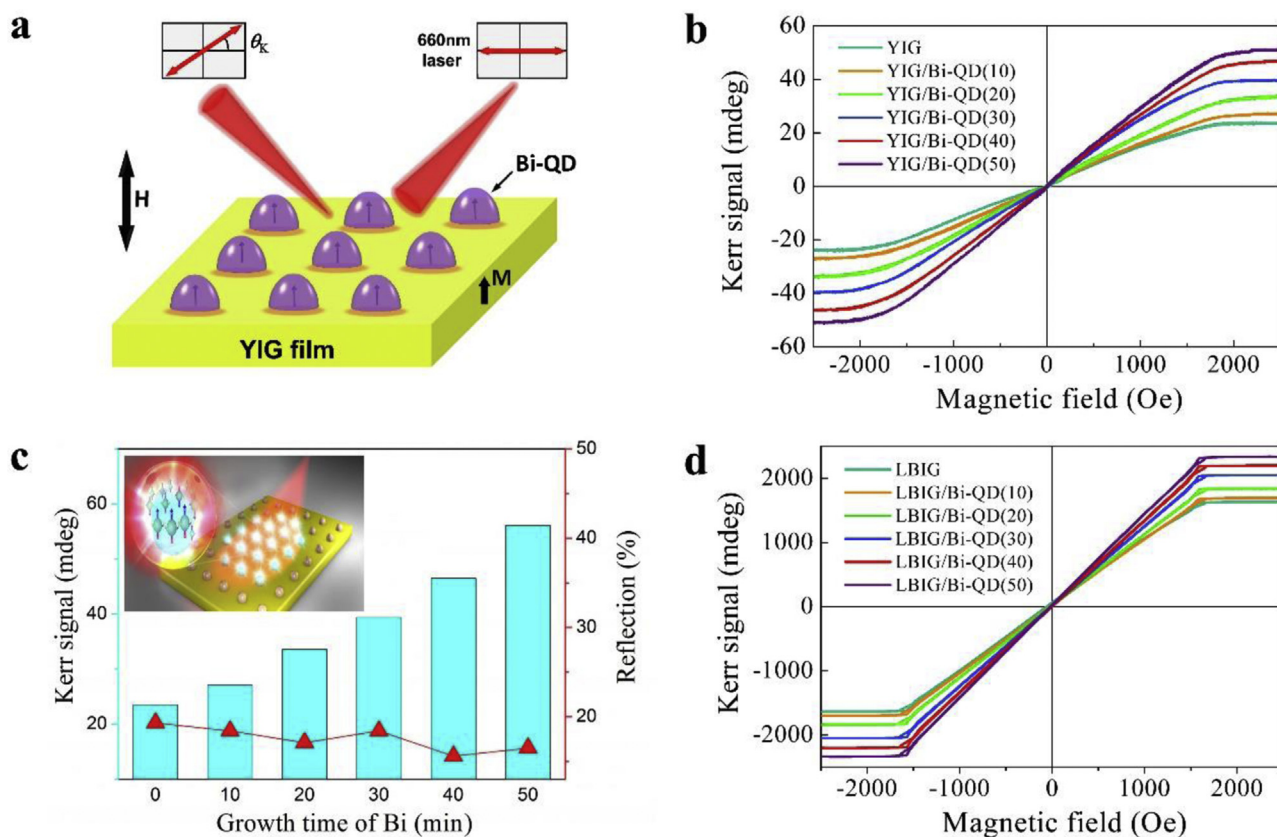 a
θK
660nm
laser
Bi-QD
H
M
YIG film
b
Kerr signal (mdeg)
60
40
20
0
-20
-40
-60
YIG
YIG/Bi-QD(10)
YIG/Bi-QD(20)
YIG/Bi-QD(30)
YIG/Bi-QD(40)
YIG/Bi-QD(50)
-2000 -1000 0 1000 2000
Magnetic field (Oe)
c
Kerr signal (mdeg)
60
40
20
50
40
30
20
Reflection (%)
0 10 20 30 40 50
Growth time of Bi (min)
d
Kerr signal (mdeg)
2000
1000
0
-1000
-2000
LBIG
LBIG/Bi-QD(10)
LBIG/Bi-QD(20)
LBIG/Bi-QD(30)
LBIG/Bi-QD(40)
LBIG/Bi-QD(50)
-2000 -1000 0 1000 2000
Magnetic field (Oe)